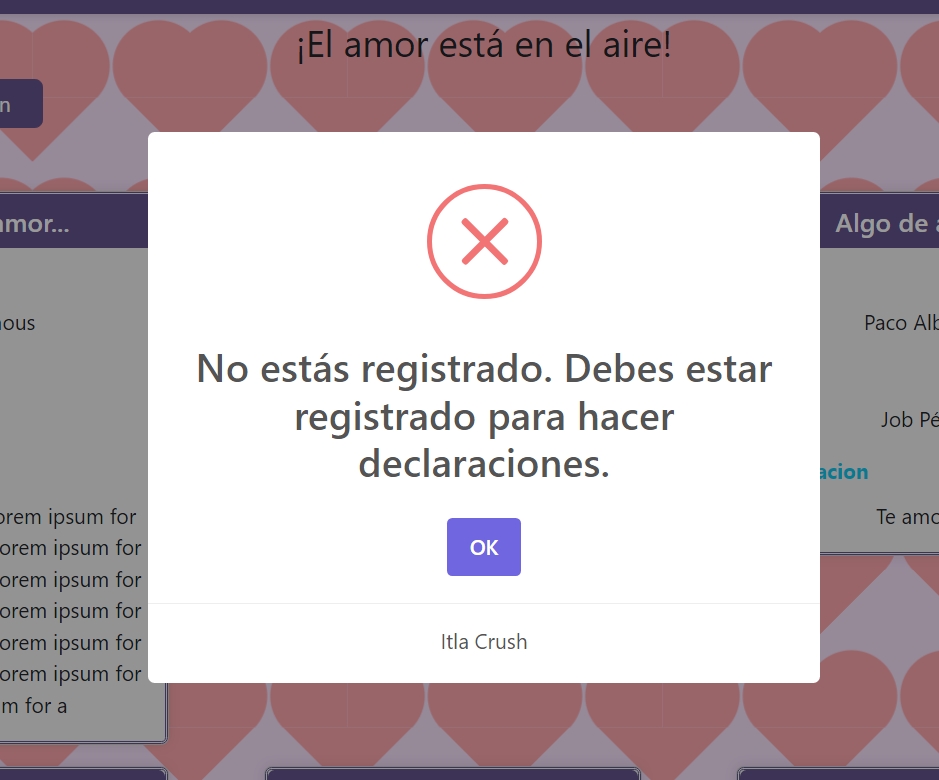 ¡El amor está en el aire!
amor...
Algo de
nous
Paco Alb
No estás registrado. Debes estar
registrado para hacer
declaraciones.
Job Pé
acion
OK
orem ipsum for
Te amo
orem ipsum for
orem ipsum for
orem ipsum for
orem ipsum for
orem ipsum for
m for a
Itla Crush